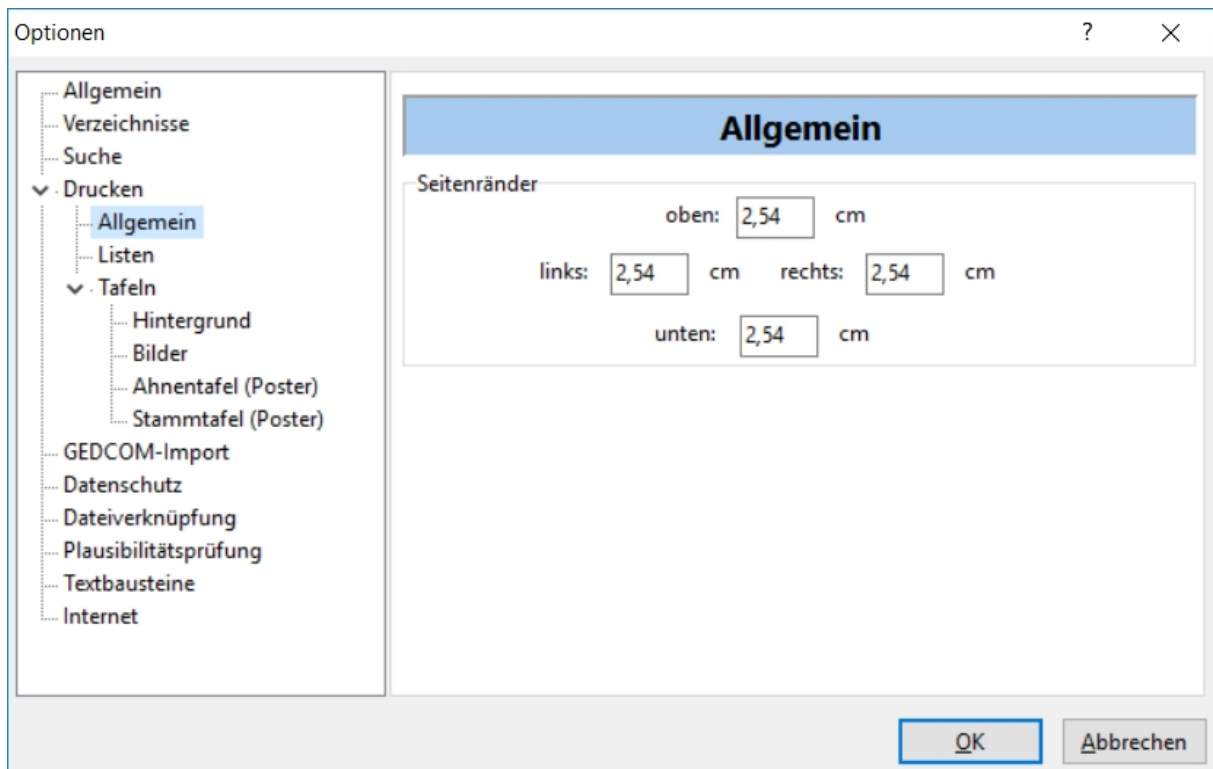 Optionen ?
Allgemein
Verzeichnisse
Suche
Drucken
Allgemein
Listen
Tafeln
Hintergrund
Bilder
Ahnentafel (Poster)
Stammtafel (Poster)
GEDCOM-Import
Datenschutz
Dateiverknüpfung
Plausibilitätsprüfung
Textbausteine
Internet
Allgemein
Seitenränder
oben: 2,54 cm
links: 2,54 cm rechts: 2,54 cm
unten: 2,54 cm
OK Abbrechen